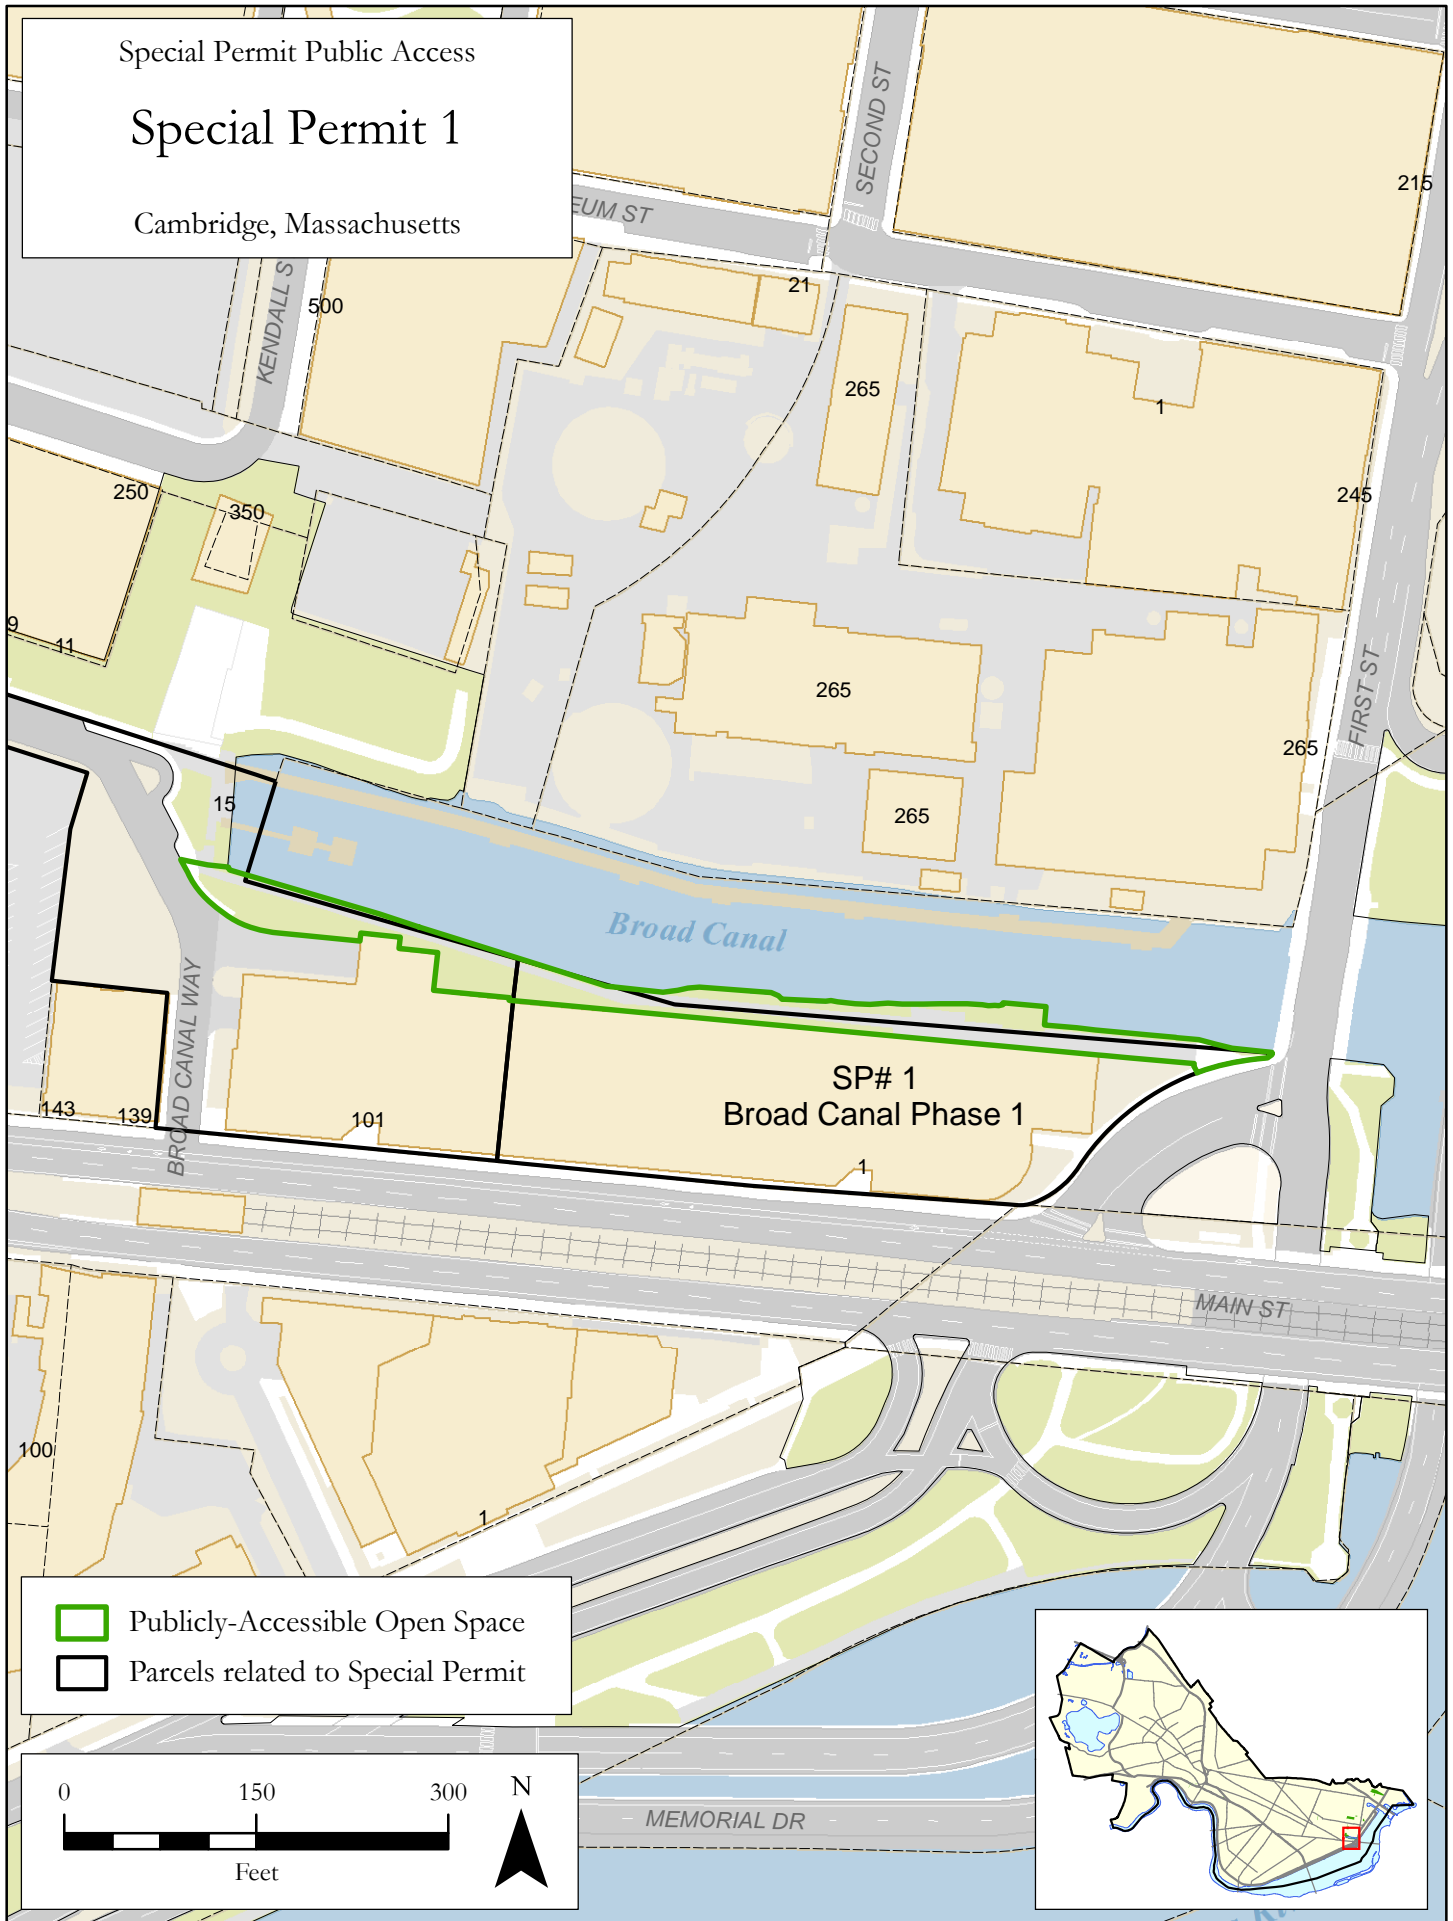 Special Permit Public Access
Special Permit 1
Cambridge, Massachusetts
SECOND ST
215
EUM ST
21
KENDALL S
500
265
1
250
350
245
9
11
265
FIRST ST
265
15
265
Broad Canal
BROAD CANAL WAY
SP# 1
Broad Canal Phase 1
143
139
101
1
MAIN ST
100
1
Publicly-Accessible Open Space
Parcels related to Special Permit
0 150 300
Feet
N
MEMORIAL DR